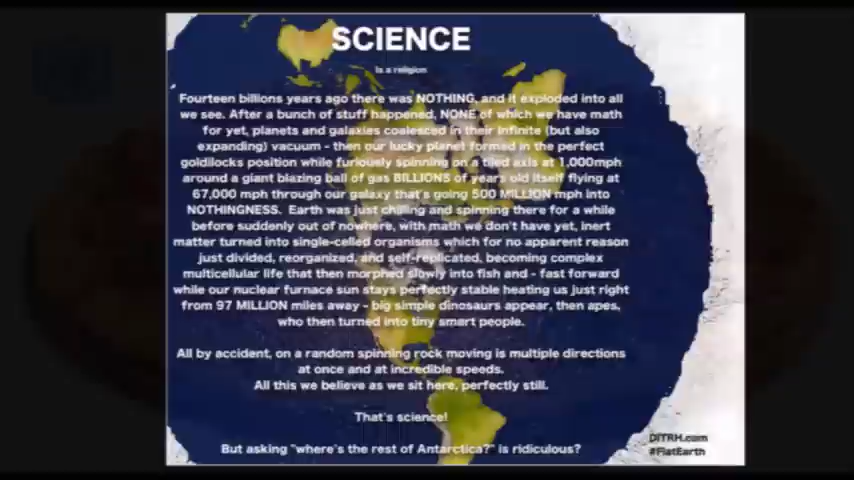 SCIENCE
is a religion
Fourteen billions years ago there was NOTHING, and it exploded into all
we see. After a bunch of stuff happened, NONE of which we have math
for yet, planets and galaxies coalesced in their infinite (but also
expanding) vacuum - then our lucky planet formed in the perfect
goldilocks position while furiously spinning on a tied axis at 1,000mph
around a giant blazing ball of gas BILLIONS of years old itself flying at
67,000 mph through our galaxy that's going 500 MILLION mph into
NOTHINGNESS. Earth was just chilling and spinning there for a while
before suddenly out of nowhere, with math we don't have yet, inert
matter turned into single-celled organisms which for no apparent reason
just divided, reorganized, and self-replicated, becoming complex
multicellular life that then morphed slowly into fish and - fast forward
while our nuclear furnace sun stays perfectly stable heating us just right
from 97 MILLION miles away - big simple dinosaurs appear, then apes,
who then turned into tiny smart people.
All by accident, on a random spinning rock moving is multiple directions
at once and at incredible speeds.
All this we believe as we sit here, perfectly still.
That's science!
But asking "where's the rest of Antarctica?" is ridiculous?
DITRH.com
#FlatEarth